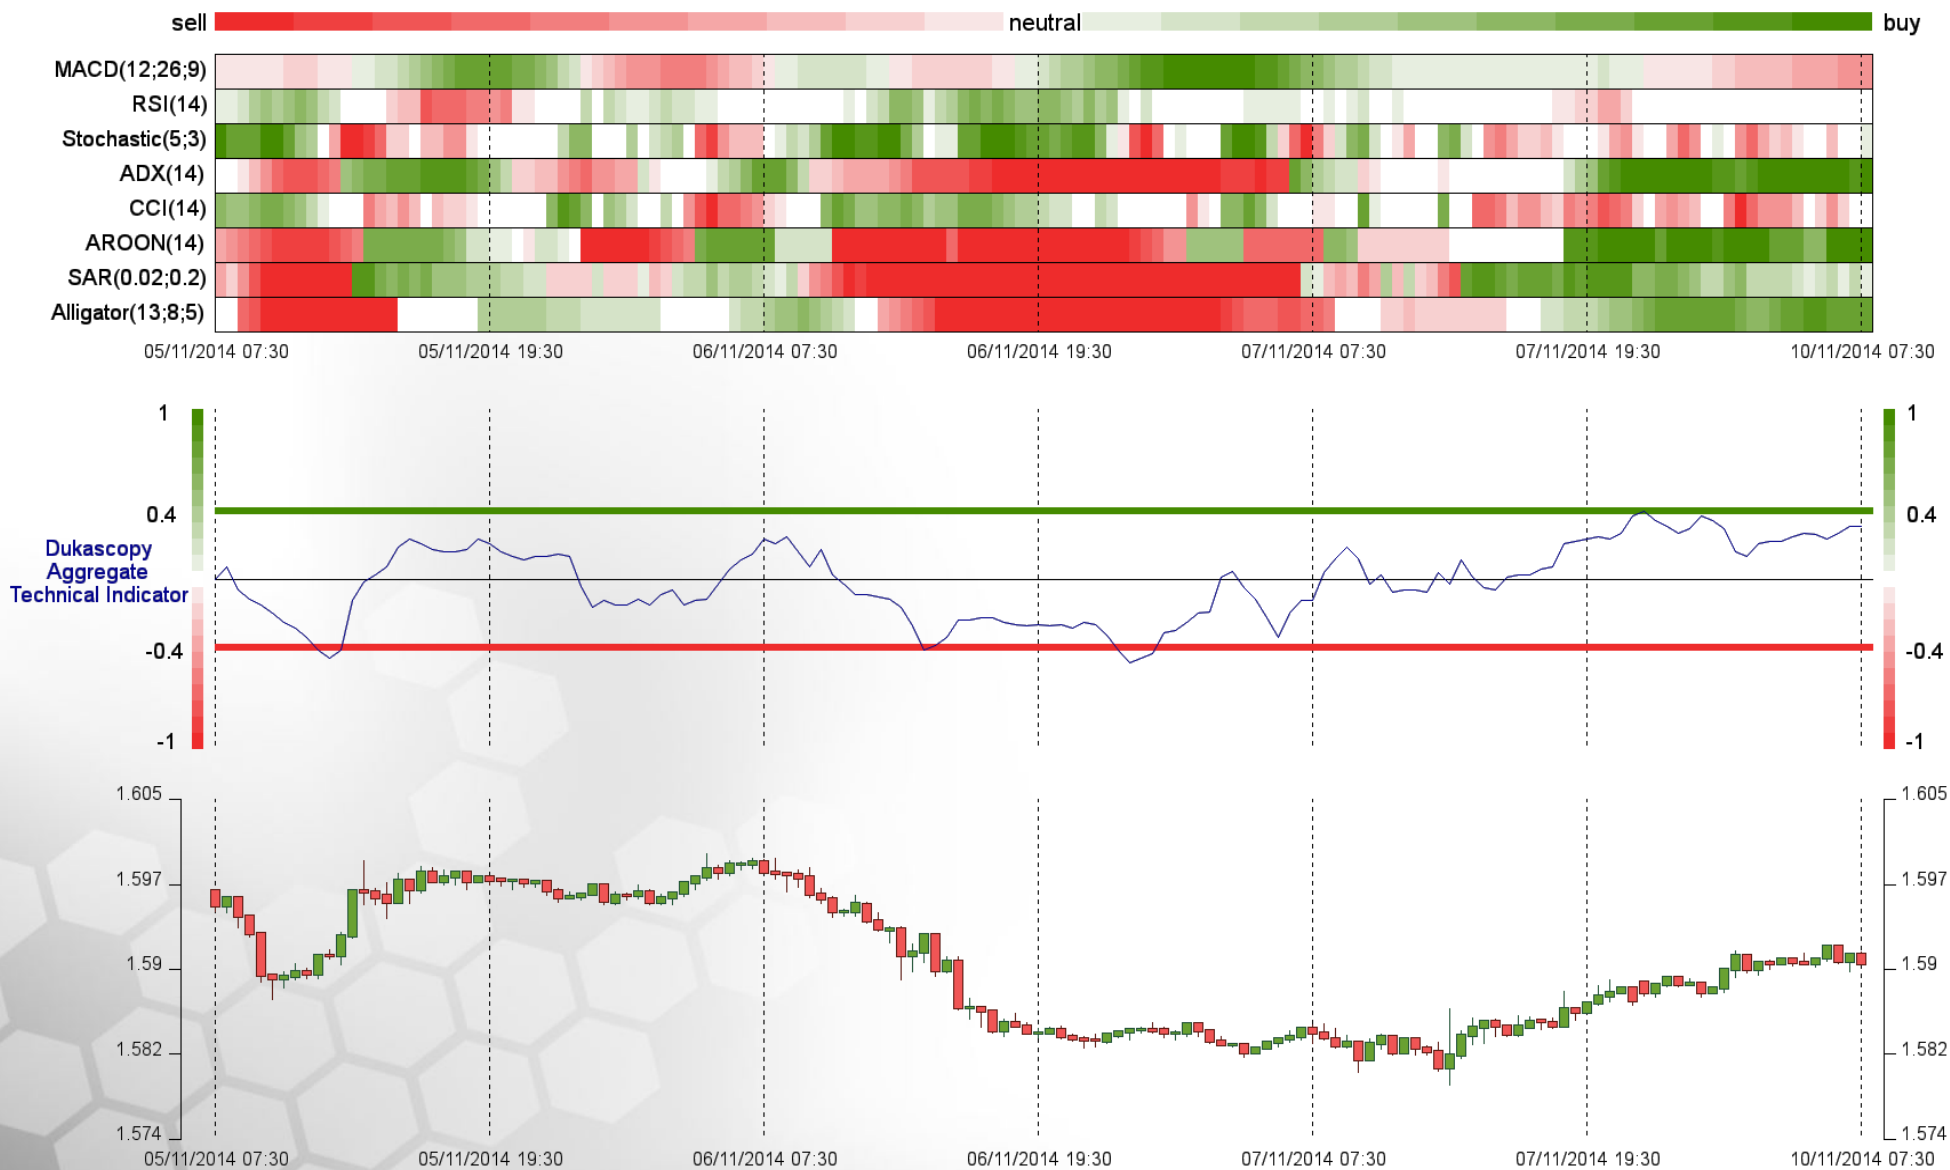 sell neutral buy
MACD(12;26;9)
RSI(14)
Stochastic(5;3)
ADX(14)
CCI(14)
AROON(14)
SAR(0.02;0.2)
Alligator(13;8;5)
05/11/2014 07:30 05/11/2014 19:30 06/11/2014 07:30 06/11/2014 19:30 07/11/2014 07:30 07/11/2014 19:30 10/11/2014 07:30
1 1
0.4 0.4
Dukascopy
Aggregate
Technical Indicator
-0.4 -0.4
-1 -1
1.605 1.605
1.597 1.597
1.59 1.59
1.582 1.582
1.574 1.574
05/11/2014 07:30 05/11/2014 19:30 06/11/2014 07:30 06/11/2014 19:30 07/11/2014 07:30 07/11/2014 19:30 10/11/2014 07:30